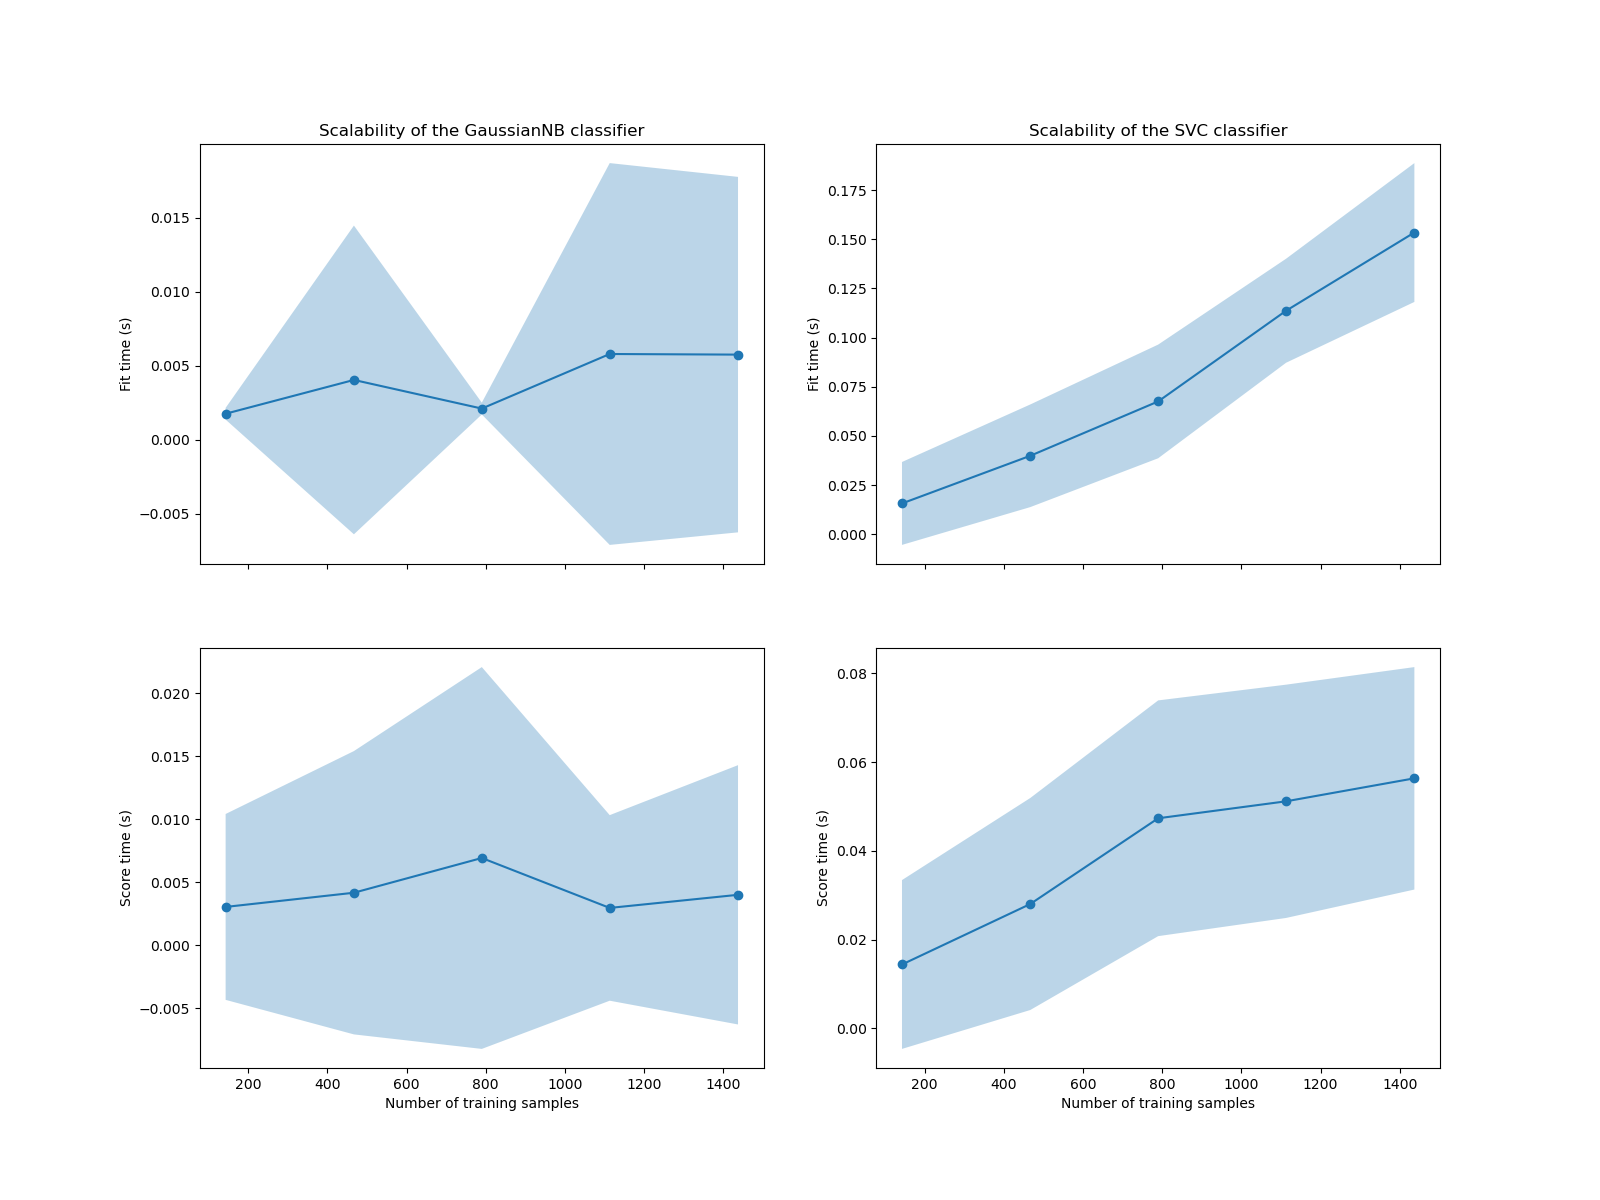 Scalability of the GaussianNB classifier
Fit time (s)
0.015
0.010
0.005
0.000
−0.005
Scalability of the SVC classifier
Fit time (s)
0.175
0.150
0.125
0.100
0.075
0.050
0.025
0.000
Score time (s)
0.020
0.015
0.010
0.005
0.000
−0.005
200 400 600 800 1000 1200 1400
Number of training samples
Score time (s)
0.08
0.06
0.04
0.02
0.00
200 400 600 800 1000 1200 1400
Number of training samples